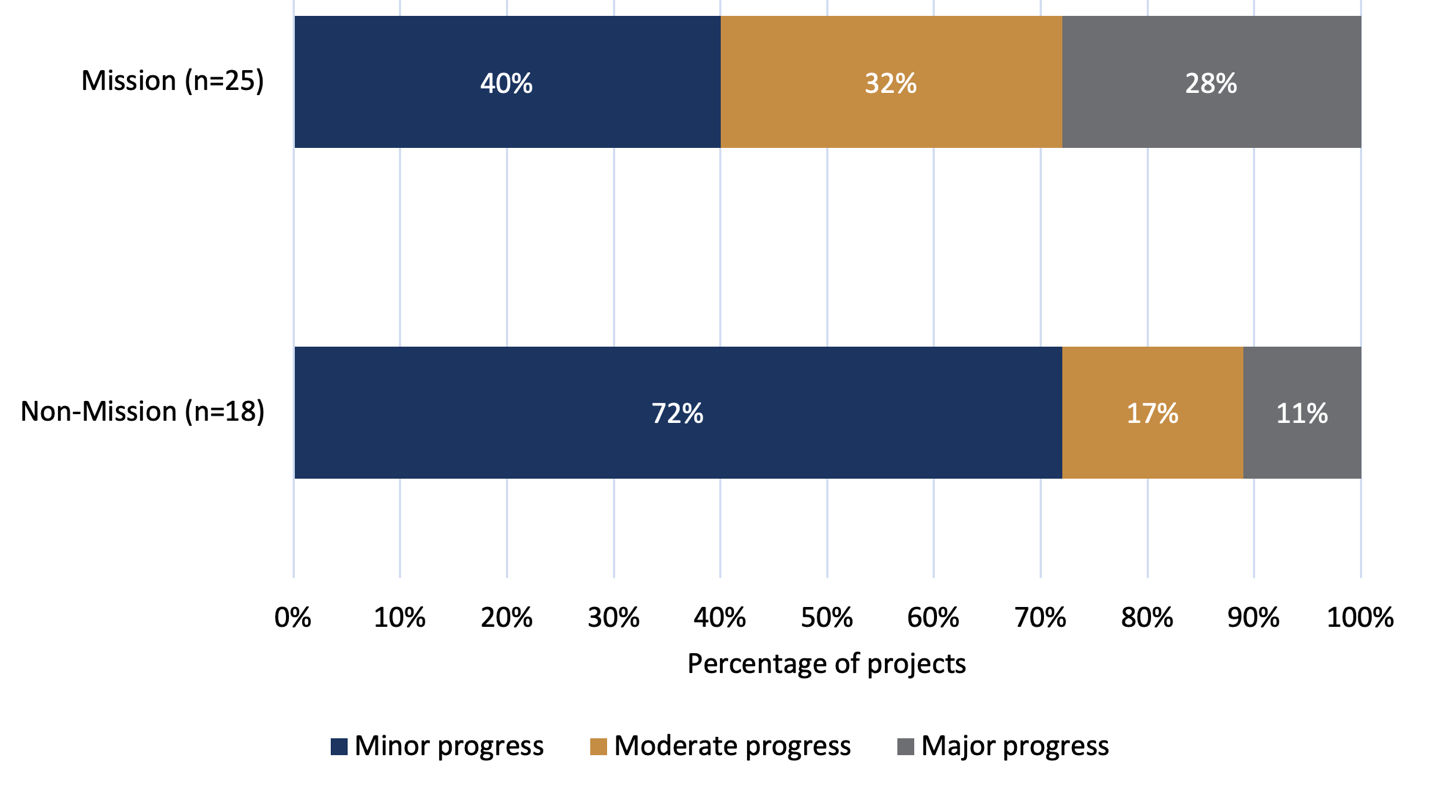 Mission (n=25)
40%
32%
28%
Non-Mission (n=18)
72%
17%
11%
0%
10%
20%
30%
40%
50%
60%
70%
80%
90%
100%
Percentage of projects
Minor progress
Moderate progress
Major progress